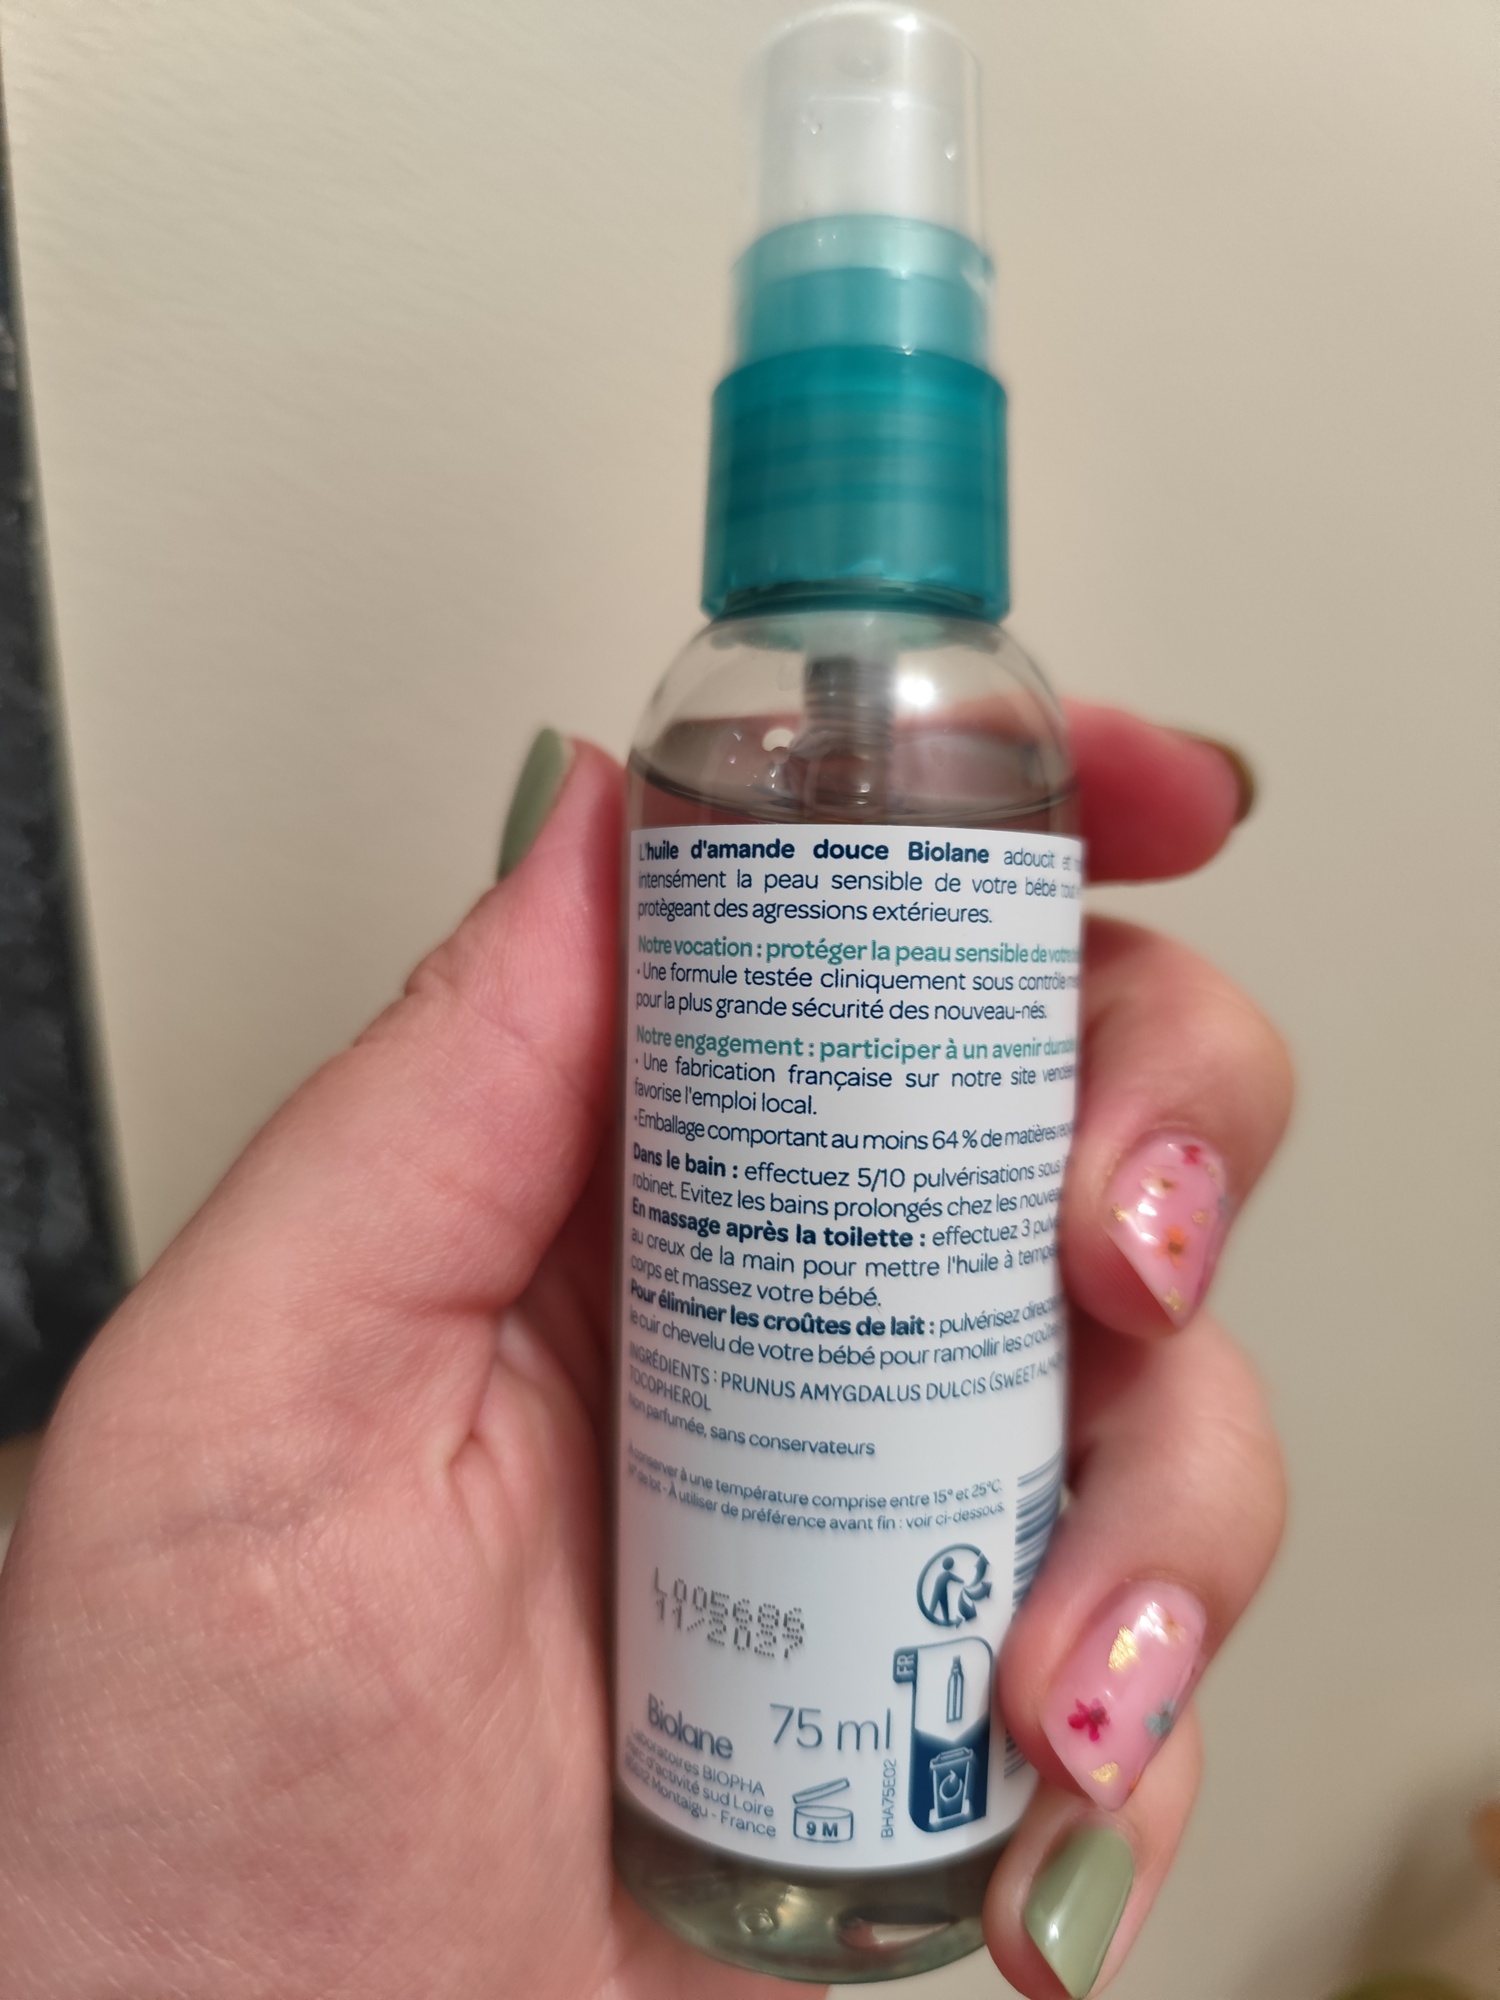 L'huile d'amande douce Biolane adoucit et
intensément la peau sensible de votre bébé tout
protègeant des agressions extérieures.
Notre vocation : protéger la peau sensible de votre
• Une formule testée cliniquement sous contrôle
pour la plus grande sécurité des nouveau-nés.
Notre engagement : participer à un avenir durable
• Une fabrication française sur notre site
favorise l'emploi local.
• Emballage comportant au moins 64 % de matières
Dans le bain : effectuez 5/10 pulvérisations sous
robinet. Evitez les bains prolongés chez les
En massage après la toilette : effectuez 3
au creux de la main pour mettre l'huile à
corps et massez votre bébé.
Pour éliminer les croûtes de lait : pulvérisez
le cuir chevelu de votre bébé pour ramollir les
INGRÉDIENTS : PRUNUS AMYGDALUS DULCIS (SWEET
TOCOPHEROL
Non parfumée, sans conservateurs
À conserver à une température comprise entre 15° et 25°C.
N° de lot - À utiliser de préférence avant fin : voir ci-dessous.
L005686
11/2027
FR
Biolane
75 ml
Laboratoires BIOPHA
Parc d'activité sud Loire
Montaigu - France
9 M
BHA75E02